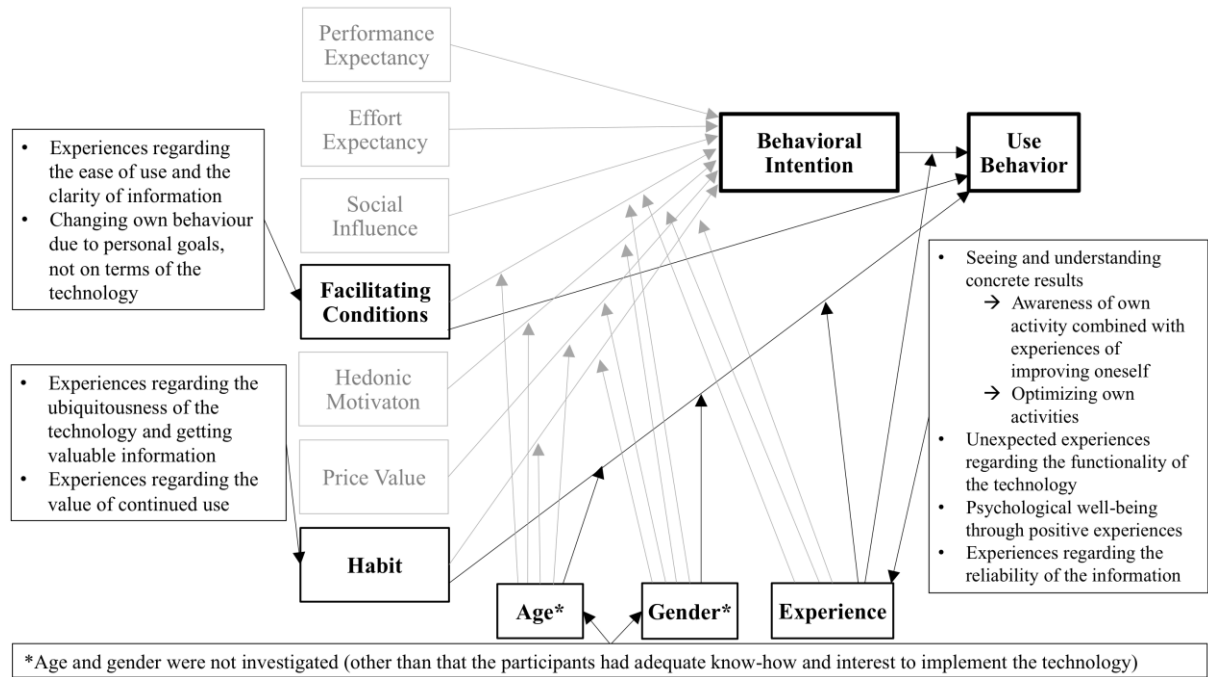 Performance
Expectancy
Effort
Expectancy
Social
Influence
Facilitating
Conditions
Hedonic
Motivaton
Price Value
Habit
Behavioral
Intention
Use
Behavior
• Experiences regarding
the ease of use and the
clarity of information
• Changing own behaviour
due to personal goals,
not on terms of the
technology
• Experiences regarding the
ubiquitousness of the
technology and getting
valuable information
• Experiences regarding the
value of continued use
• Seeing and understanding
concrete results
→ Awareness of own
activity combined with
experiences of
improving oneself
→ Optimizing own
activities
• Unexpected experiences
regarding the functionality of
the technology
• Psychological well-being
through positive experiences
• Experiences regarding the
reliability of the information
Age*
Gender*
Experience
*Age and gender were not investigated (other than that the participants had adequate know-how and interest to implement the technology)